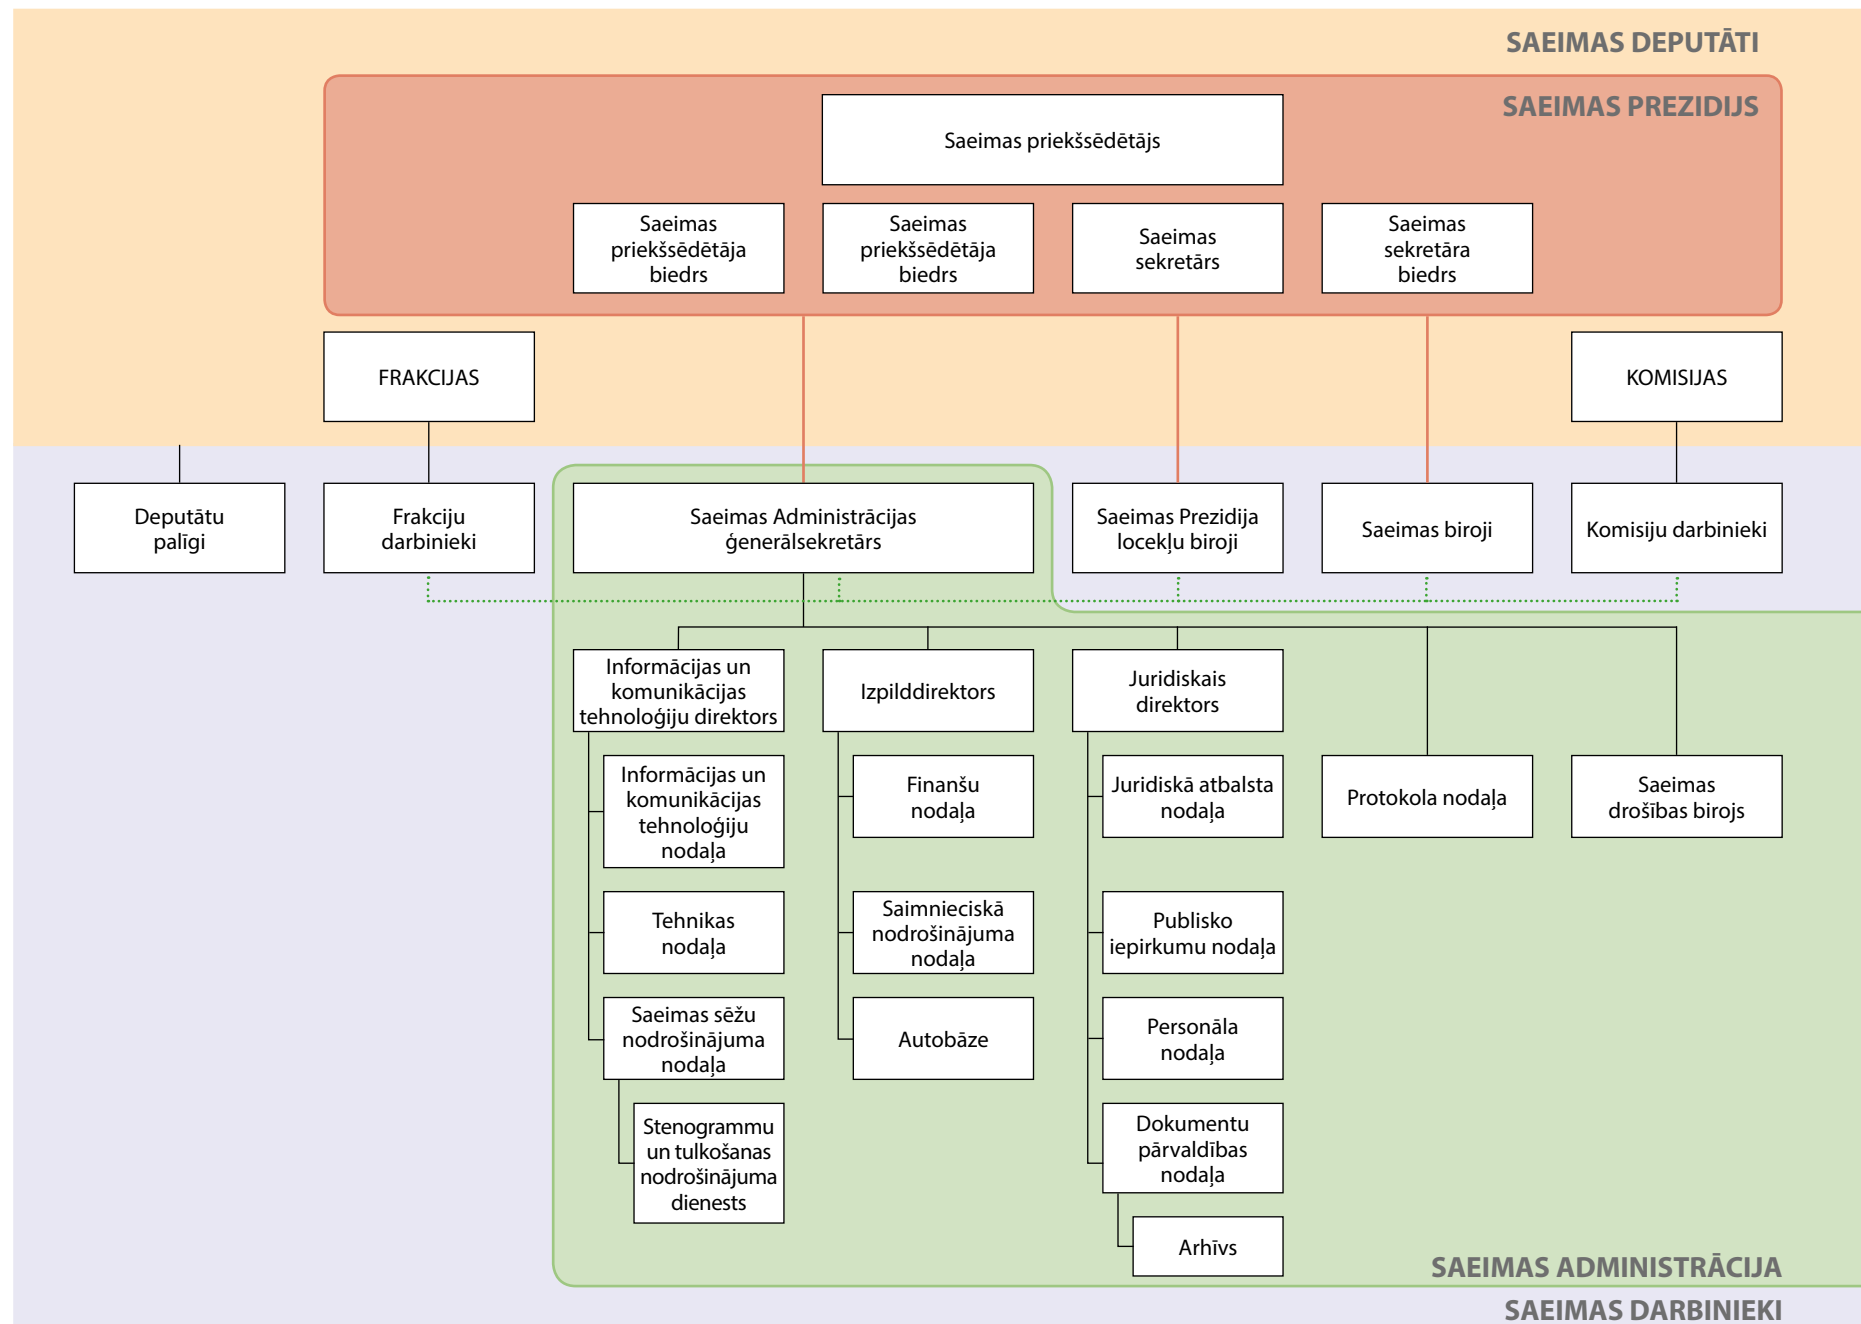 SAEIMAS DEPUTĀTI
SAEIMAS PREZIDIJS
Saeimas priekšsēdētājs
Saeimas
priekšsēdētāja
biedrs
Saeimas
priekšsēdētāja
biedrs
Saeimas
sekretārs
Saeimas
sekretāra
biedrs
FRAKCIJAS
KOMISIJAS
Deputātu
palīgi
Frakciju
darbinieki
Saeimas Administrācijas
ģenerālsekretārs
Saeimas Prezidija
locekļu biroji
Saeimas biroji
Komisiju darbinieki
Informācijas un
komunikācijas
tehnoloģiju direktors
Izpilddirektors
Juridiskais
direktors
Informācijas un
komunikācijas
tehnoloģiju
nodaļa
Finanšu
nodaļa
Juridiskā atbalsta
nodaļa
Protokola nodaļa
Saeimas
drošības birojs
Tehnikas
nodaļa
Saimnieciskā
nodrošinājuma
nodaļa
Publisko
iepirkumu nodaļa
Saeimas sēžu
nodrošinājuma
nodaļa
Autobāze
Personāla
nodaļa
Stenogrammu
un tulkošanas
nodrošinājuma
dienests
Dokumentu
pārvaldības
nodaļa
Arhīvs
SAEIMAS ADMINISTRĀCIJA
SAEIMAS DARBINIEKI